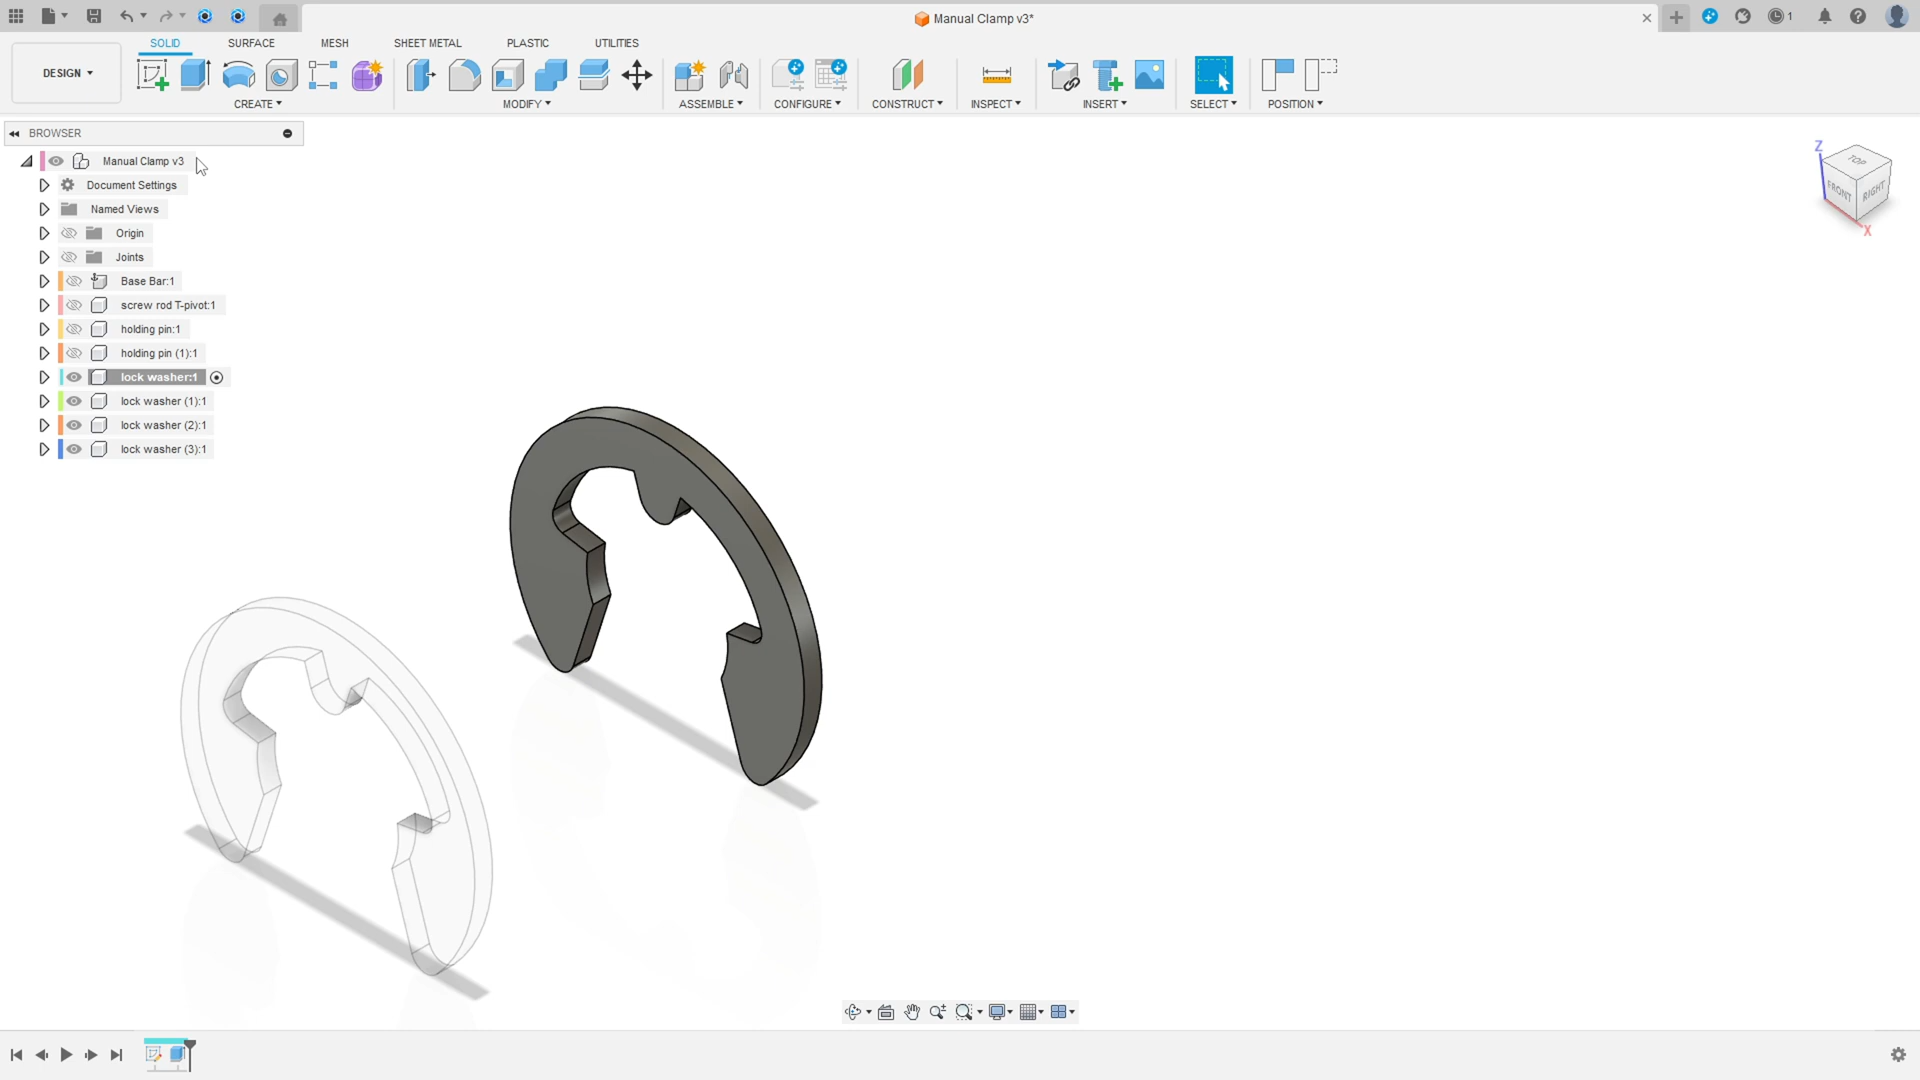 Manual Clamp v3*
1
DESIGN
SOLID
SURFACE
MESH
SHEET METAL
PLASTIC
UTILITIES
CREATE
MODIFY
ASSEMBLE
CONFIGURE
CONSTRUCT
INSPECT
INSERT
SELECT
POSITION
BROWSER
Manual Clamp v3
Document Settings
Named Views
Origin
Joints
Base Bar:1
screw rod T-pivot:1
holding pin:1
holding pin (1):1
lock washer:1
lock washer (1):1
lock washer (2):1
lock washer (3):1
Z
TOP
FRONT
RIGHT
X